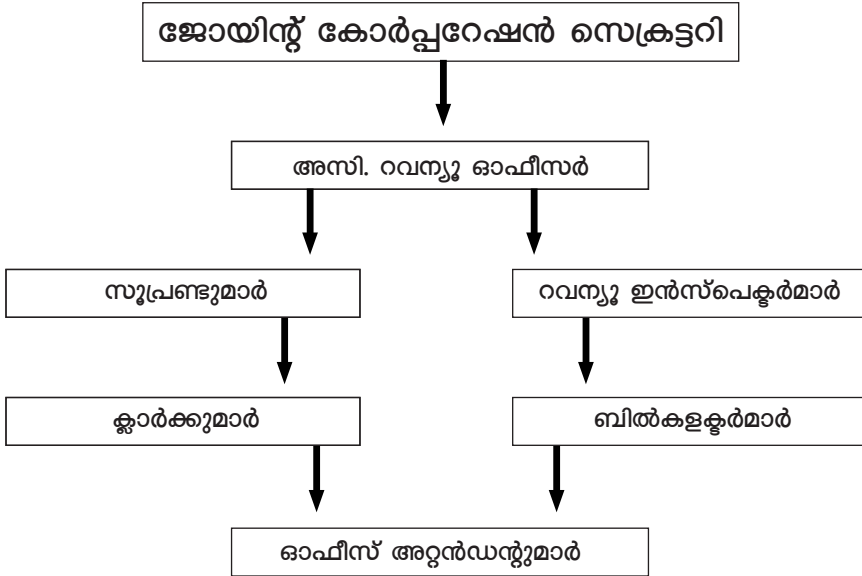 ജോയിന്റ് കോർപ്പറേഷൻ സെക്രട്ടറി
അസി. റവന്യൂ ഓഫീസർ
സൂപ്രണ്ടുമാർ
റവന്യൂ ഇൻസ്പെക്ടർമാർ
ക്ലാർക്കുമാർ
ബിൽകളക്ടർമാർ
ഓഫീസ് അറ്റൻഡന്റുമാർ